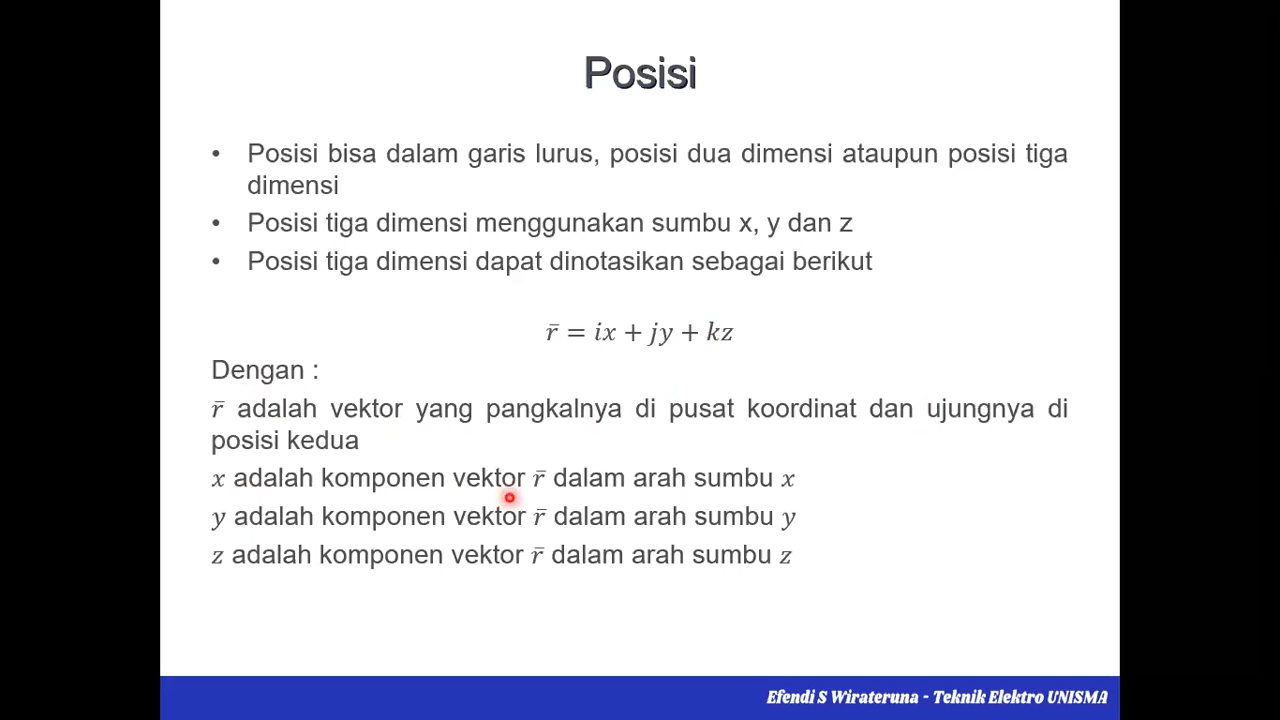 Posisi
• Posisi bisa dalam garis lurus, posisi dua dimensi ataupun posisi tiga
dimensi
• Posisi tiga dimensi menggunakan sumbu x, y dan z
• Posisi tiga dimensi dapat dinotasikan sebagai berikut
r̄ = ix + jy + kz
Dengan :
r̄ adalah vektor yang pangkalnya di pusat koordinat dan ujungnya di
posisi kedua
x adalah komponen vektor r̄ dalam arah sumbu x
y adalah komponen vektor r̄ dalam arah sumbu y
z adalah komponen vektor r̄ dalam arah sumbu z
Efendi S Wirateruna - Teknik Elektro UNISMA